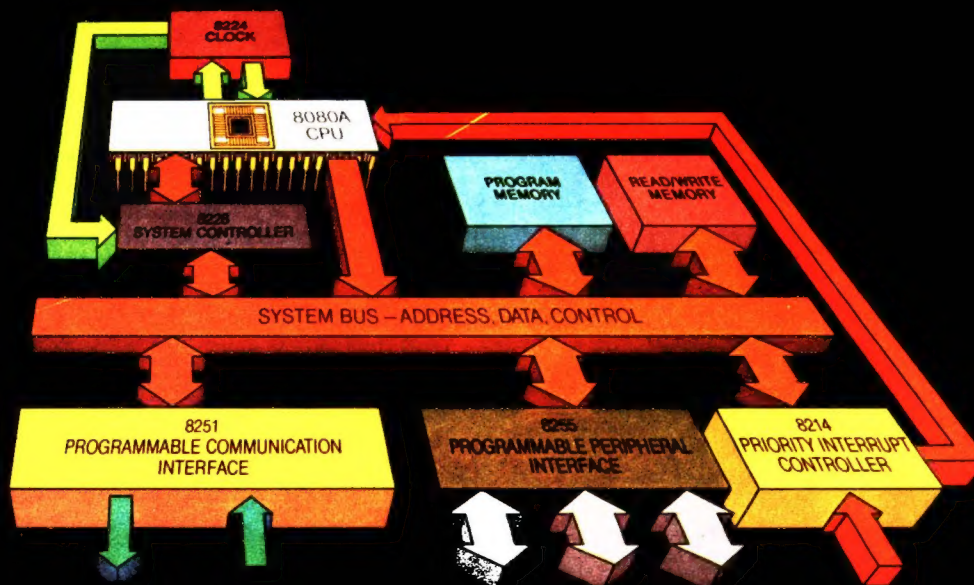 8224
CLOCK
8080A
CPU
PROGRAM
MEMORY
READ/WRITE
MEMORY
8228
SYSTEM CONTROLLER
SYSTEM BUS – ADDRESS, DATA, CONTROL
8251
PROGRAMMABLE COMMUNICATION
INTERFACE
8255
PROGRAMMABLE PERIPHERAL
INTERFACE
8214
PRIORITY INTERRUPT
CONTROLLER